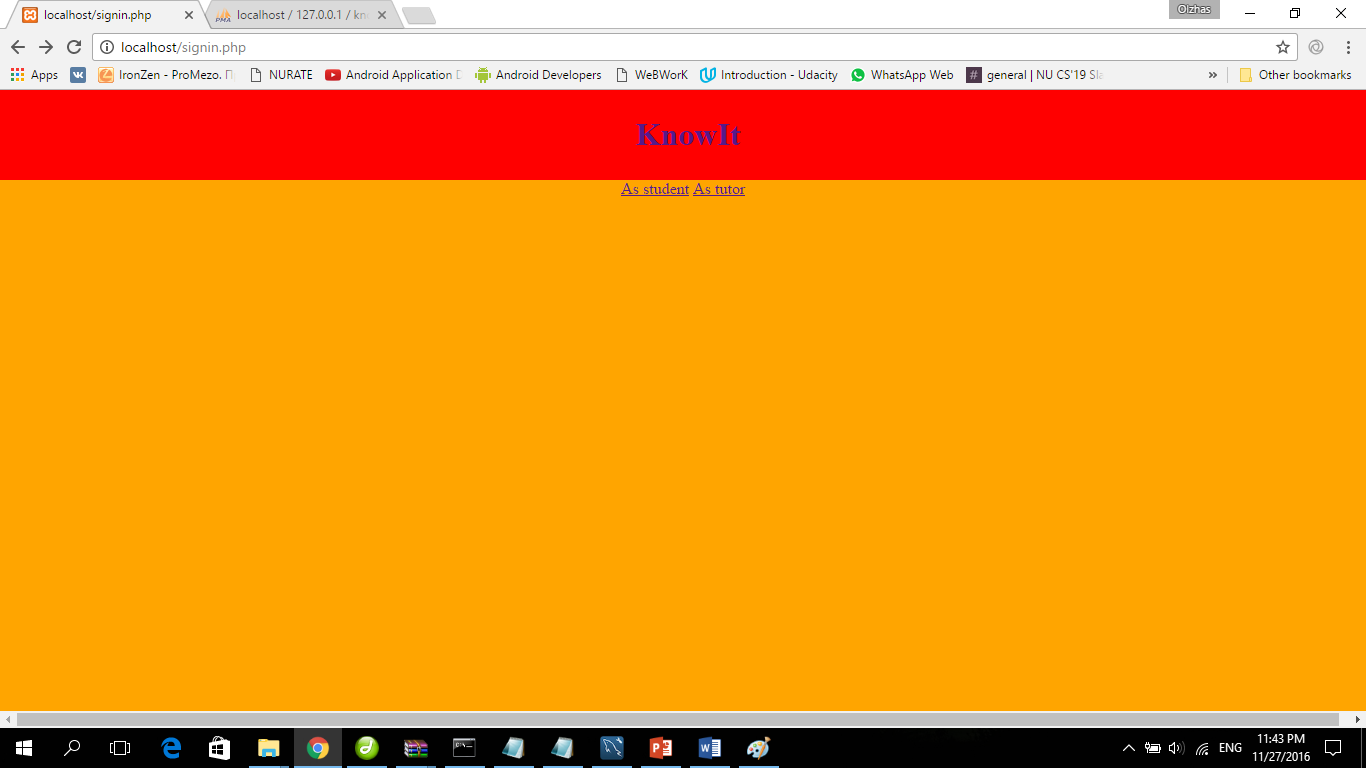 localhost/signin.php
localhost / 127.0.0.1 /
Olzhas
localhost/signin.php
Apps IronZen - ProMezo. NURATE Android Application Android Developers WeBWorK Introduction - Udacity WhatsApp Web general | NU CS'19 Other bookmarks
KnowIt
As student As tutor
ENG
11:43 PM
11/27/2016